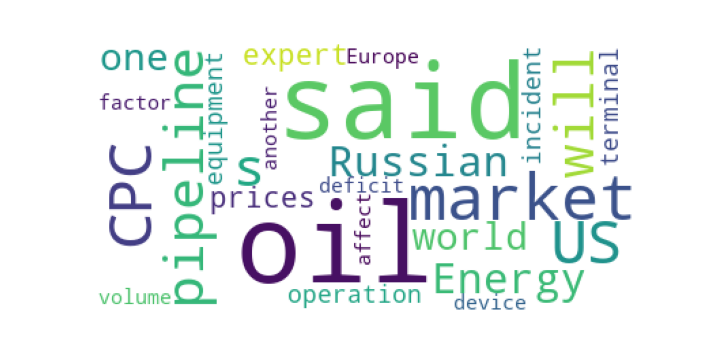 one
expert
Europe
said
pipeline
equipment
another
incident
will
terminal
factor
CPC
s
Russian
deficit
prices
market
oil
affect
world
US
Energy
volume
operation
device